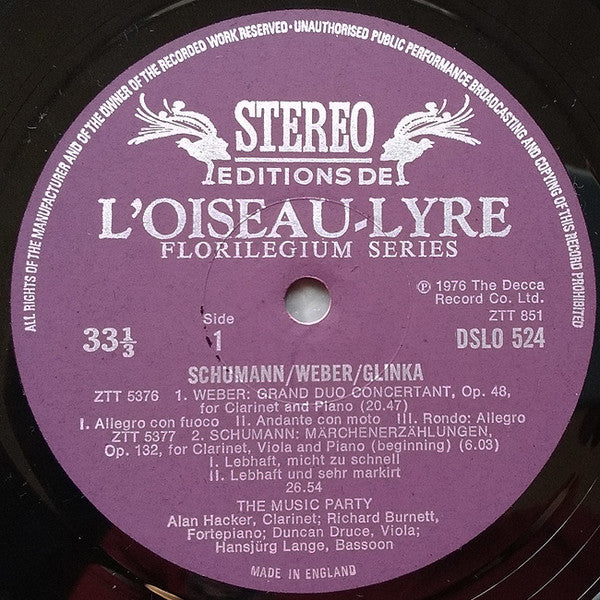 ALL RIGHTS OF THE MANUFACTURER AND OF THE OWNER OF THE RECORDED WORK RESERVED · UNAUTHORISED PUBLIC PERFORMANCE BROADCASTING AND COPYING OF THIS RECORD PROHIBITED
STEREO
EDITIONS DE
L'OISEAU-LYRE
FLORILEGIUM SERIES
℗ 1976 The Decca
Record Co. Ltd.
ZTT 851
Side
33⅓ 1 DSLO 524
SCHUMANN/WEBER/GLINKA
ZTT 5376 1. WEBER: GRAND DUO CONCERTANT, Op. 48,
for Clarinet and Piano (20.47)
I. Allegro con fuoco II. Andante con moto III. Rondo: Allegro
ZTT 5377 2. SCHUMANN: MÄRCHENERZÄHLUNGEN,
Op. 132, for Clarinet, Viola and Piano (beginning) (6.03)
I. Lebhaft, micht zu schnell
II. Lebhaft und sehr markirt
26.54
THE MUSIC PARTY
Alan Hacker, Clarinet; Richard Burnett,
Fortepiano; Duncan Druce, Viola;
Hansjürg Lange, Bassoon
MADE IN ENGLAND